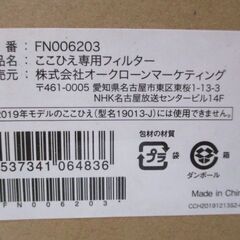 番：FN006203
名：ここひえ専用フィルター
売元：株式会社オークローンマーケティング
〒461-0005 愛知県名古屋市東区東桜1-13-3
NHK名古屋放送センタービル14F
2019年モデルのここひえ(型名19013-J)には使用できません。
537341 064836
FN006203
包材の材質
プラ
袋
ダンボール
箱
Made in Chin